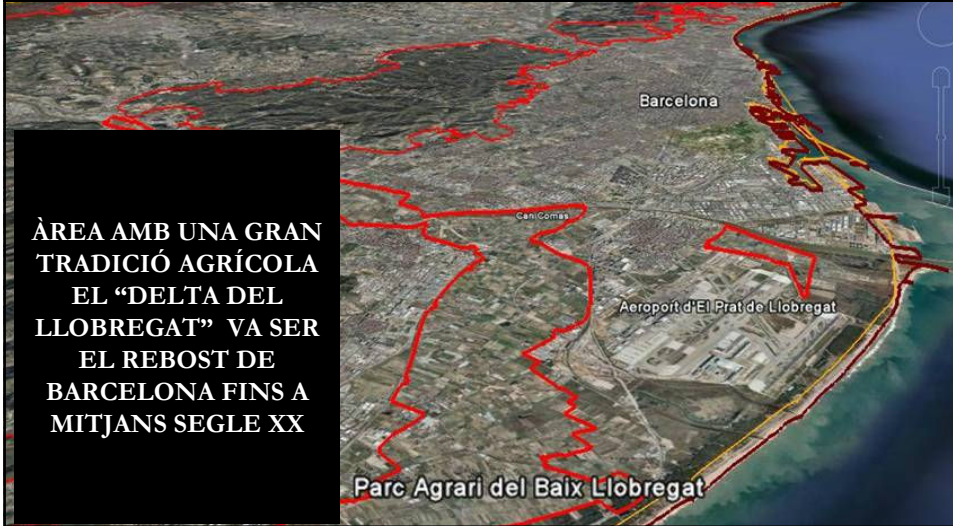 Barcelona
ÀREA AMB UNA GRAN
TRADICIÓ AGRÍCOLA
EL “DELTA DEL
LLOBREGAT” VA SER
EL REBOST DE
BARCELONA FINS A
MITJANS SEGLE XX
Can Comas
Aeroport d'El Prat de Llobregat
Parc Agrari del Baix Llobregat